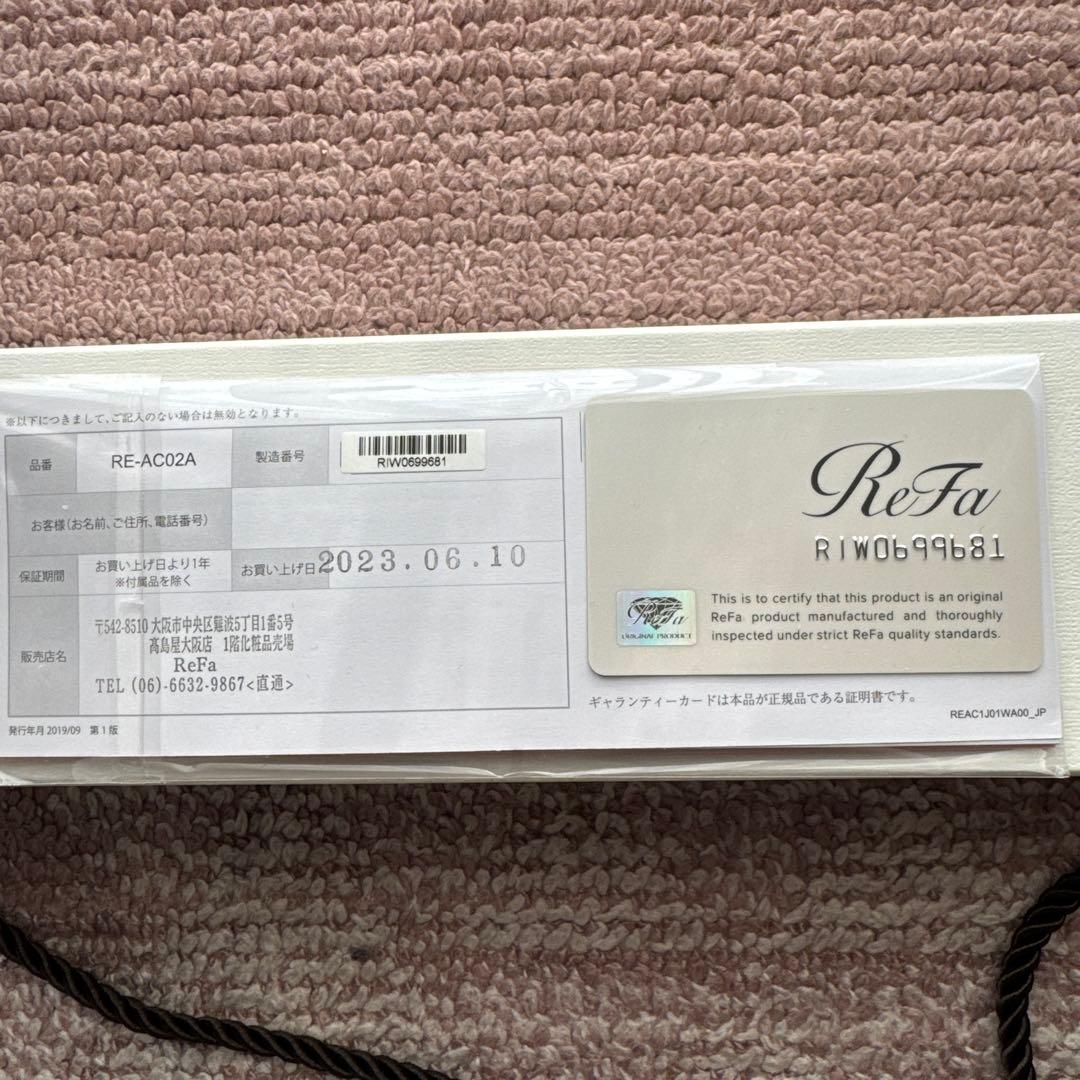 ※以下につきまして、ご記入のない場合は無効となります。
品番 RE-AC02A 製造番号 RIW0699681
お客様(お名前、ご住所、電話番号)
保証期間 お買い上げ日より1年 ※付属品を除く お買い上げ日 2023.06.10
販売店名
〒542-8510 大阪市中央区難波5丁目1番5号
髙島屋大阪店 1階化粧品売場
ReFa
TEL (06)-6632-9867<直通>
発行年月 2019/09 第1版
ReFa
RIW0699681
ReFa
ORIGINAL PRODUCT
This is to certify that this product is an original
ReFa product manufactured and thoroughly
inspected under strict ReFa quality standards.
ギャランティーカードは本品が正規品である証明書です。
REAC1J01WA00_JP